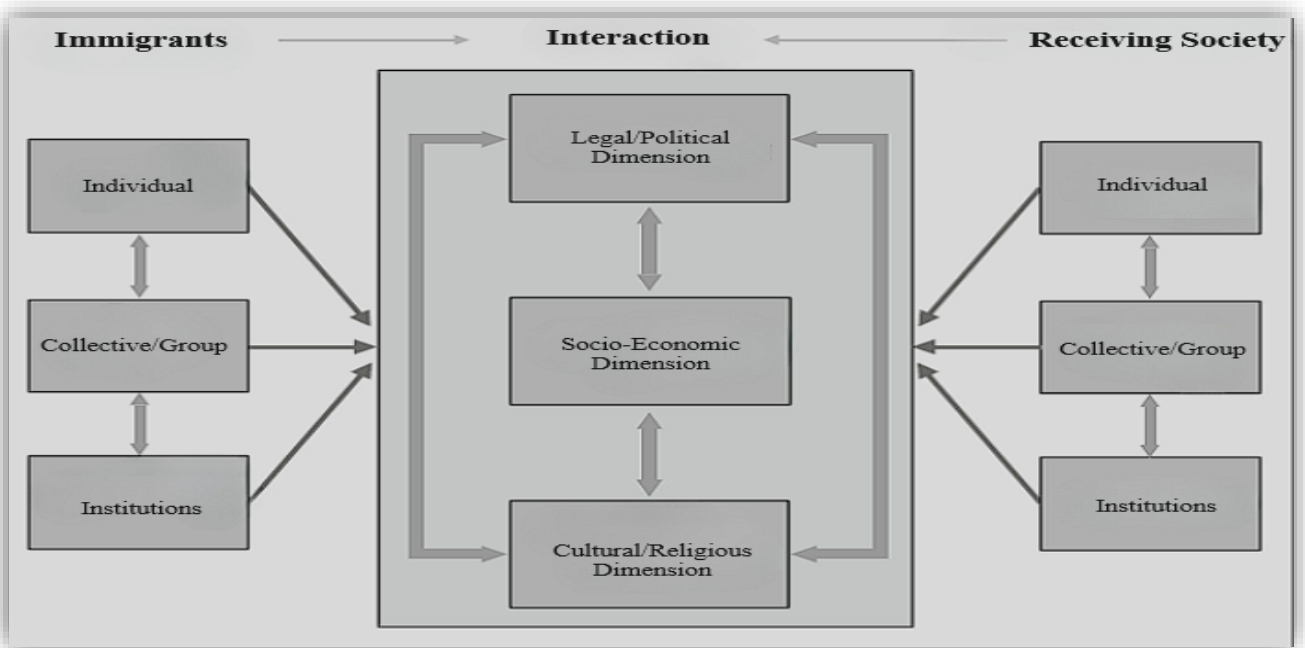 Immigrants
Interaction
Receiving Society
Individual
Collective/Group
Institutions
Legal/Political
Dimension
Socio-Economic
Dimension
Cultural/Religious
Dimension
Individual
Collective/Group
Institutions